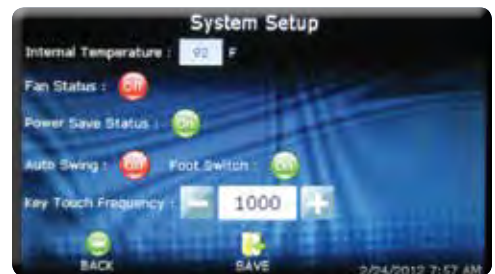 System Setup
Internal Temperature : 92 F
Fan Status : Off
Power Save Status : On
Auto Swing : Off Foot Switch : On
Key Touch Frequency : - 1000 +
BACK SAVE 2/24/2012 7:57 AM